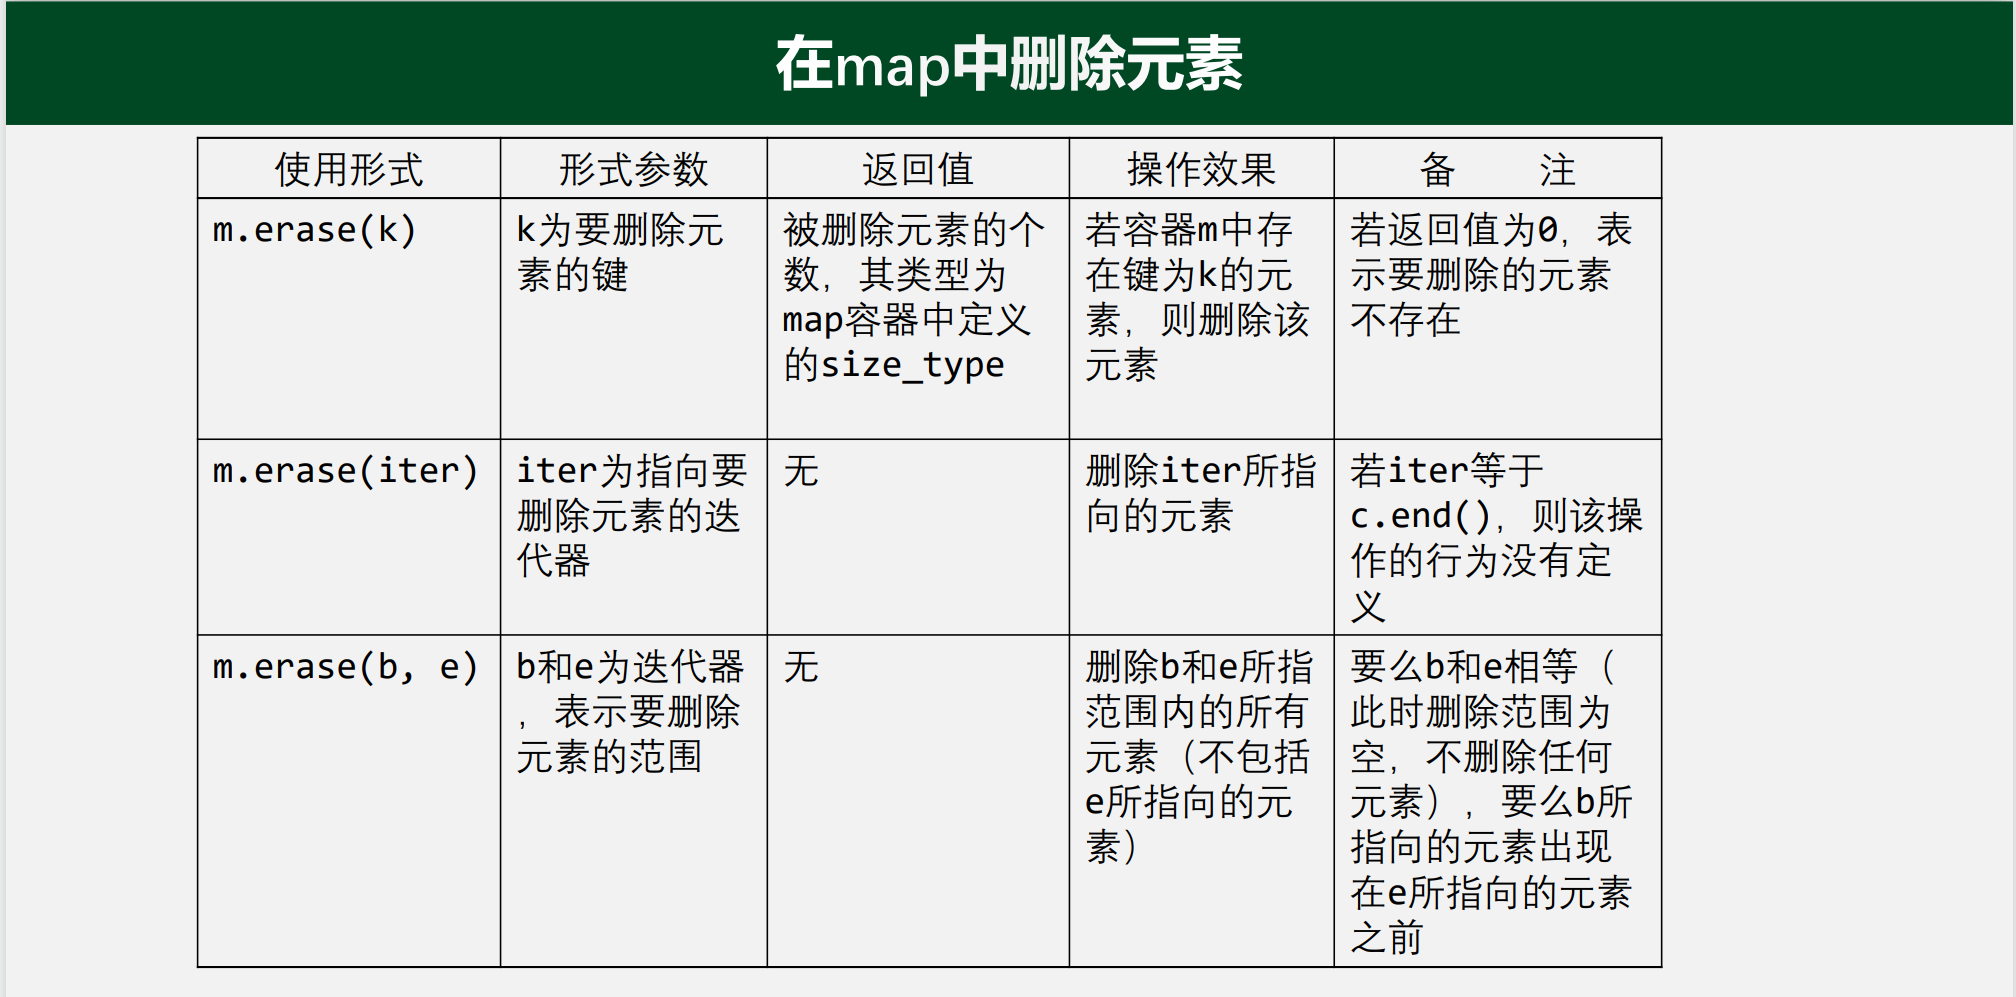 在map中删除元素
使用形式 形式参数 返回值 操作效果 备 注
m.erase(k)
k为要删除元
素的键
被删除元素的个
数，其类型为
map容器中定义
的size_type
若容器m中存
在键为k的元
素，则删除该
元素
若返回值为0，表
示要删除的元素
不存在
m.erase(iter)
iter为指向要
删除元素的迭
代器
无
删除iter所指
向的元素
若iter等于
c.end()，则该操
作的行为没有定
义
m.erase(b, e)
b和e为迭代器
，表示要删除
元素的范围
无
删除b和e所指
范围内的所有
元素（不包括
e所指向的元
素）
要么b和e相等（
此时删除范围为
空，不删除任何
元素），要么b所
指向的元素出现
在e所指向的元素
之前